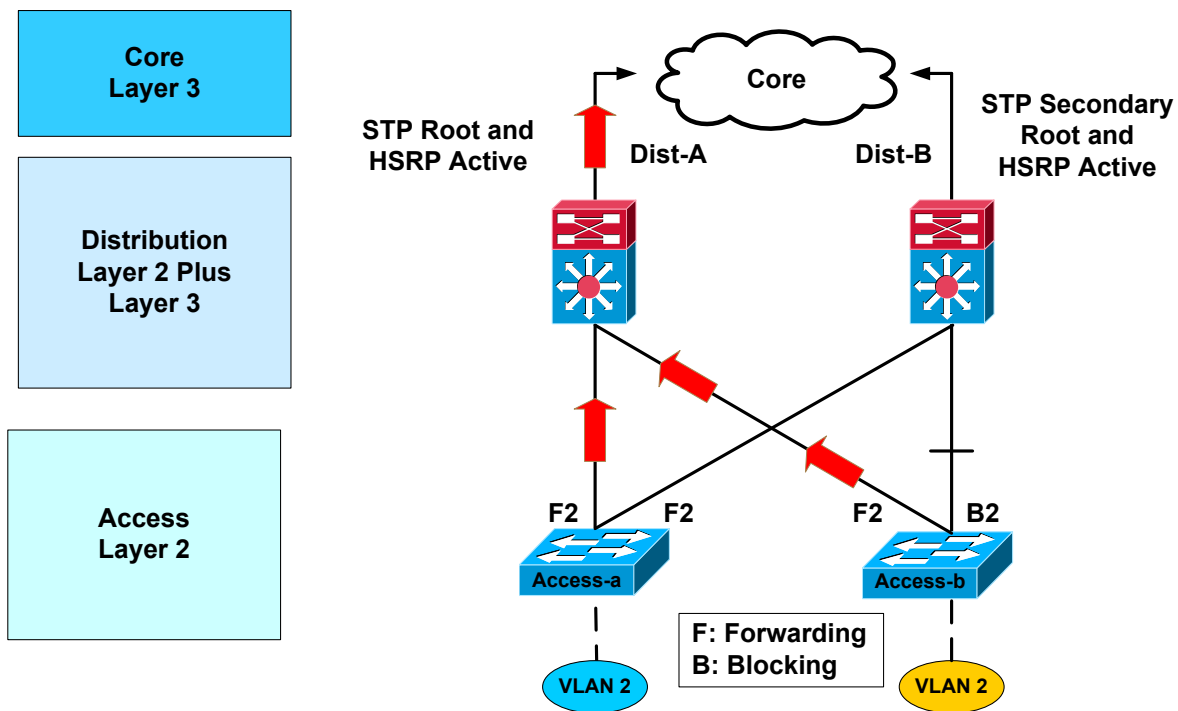 Core
Layer 3
Distribution
Layer 2 Plus
Layer 3
Access
Layer 2
Core
STP Root and
HSRP Active
Dist-A
Dist-B
STP Secondary
Root and
HSRP Active
F2
F2
F2
B2
Access-a
Access-b
F: Forwarding
B: Blocking
VLAN 2
VLAN 2